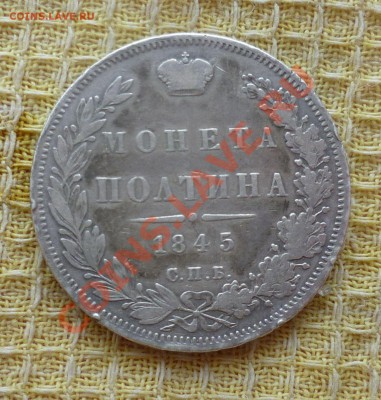 COINS.LAVE.RU
COINS.LAVE.RU
МОНЕТА
ПОЛТИНА
1845
С.П.Б.